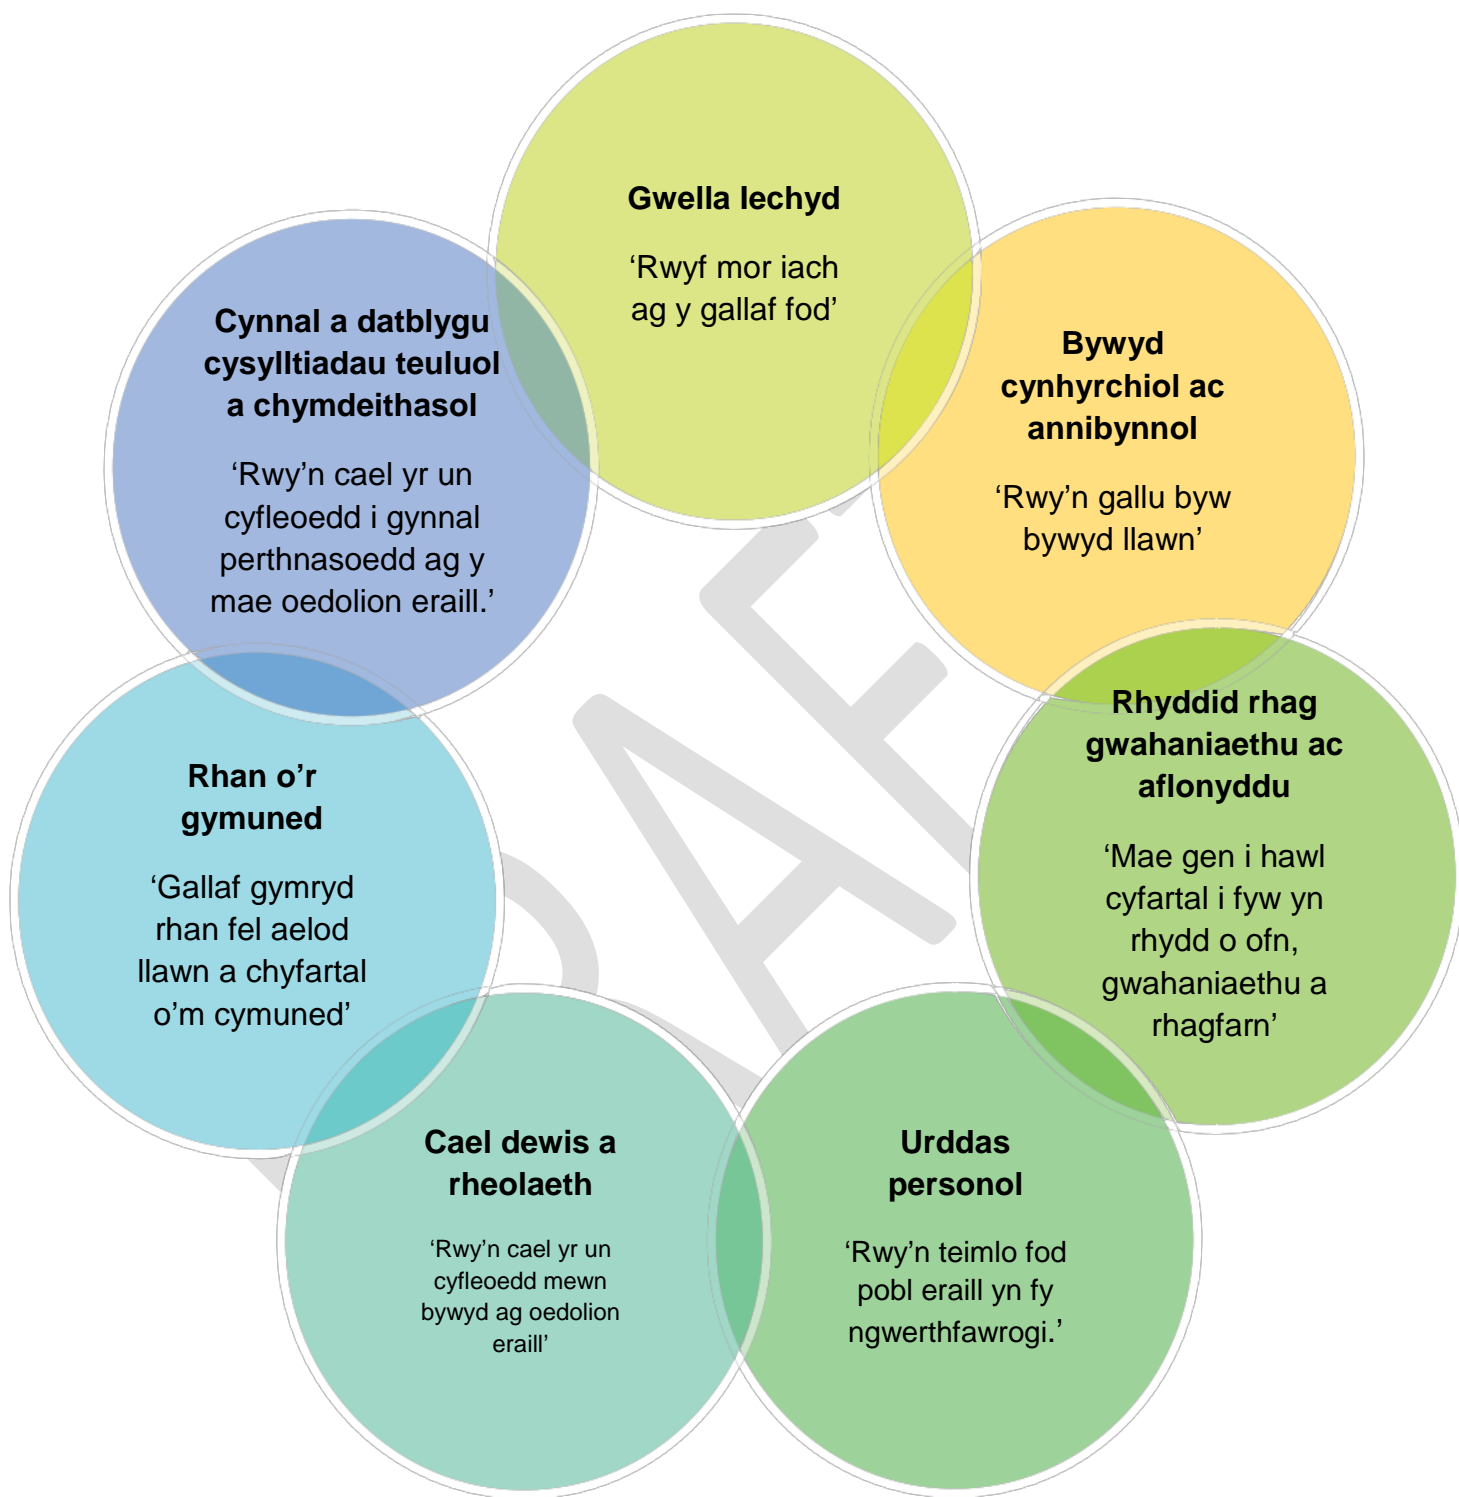 Gwella Iechyd
‘Rwyf mor iach
ag y gallaf fod’
Bywyd
cynhyrchiol ac
annibynnol
‘Rwy’n gallu byw
bywyd llawn’
Rhyddid rhag
gwahaniaethu ac
aflonyddu
‘Mae gen i hawl
cyfartal i fyw yn
rhydd o ofn,
gwahaniaethu a
rhagfarn’
Urddas
personol
‘Rwy’n teimlo fod
pobl eraill yn fy
ngwerthfawrogi.’
Cael dewis a
rheolaeth
‘Rwy’n cael yr un
cyfleoedd mewn
bywyd ag oedolion
eraill’
Rhan o’r
gymuned
‘Gallaf gymryd
rhan fel aelod
llawn a chyfartal
o’m cymuned’
Cynnal a datblygu
cysylltiadau teuluol
a chymdeithasol
‘Rwy’n cael yr un
cyfleoedd i gynnal
perthnasoedd ag y
mae oedolion eraill.’